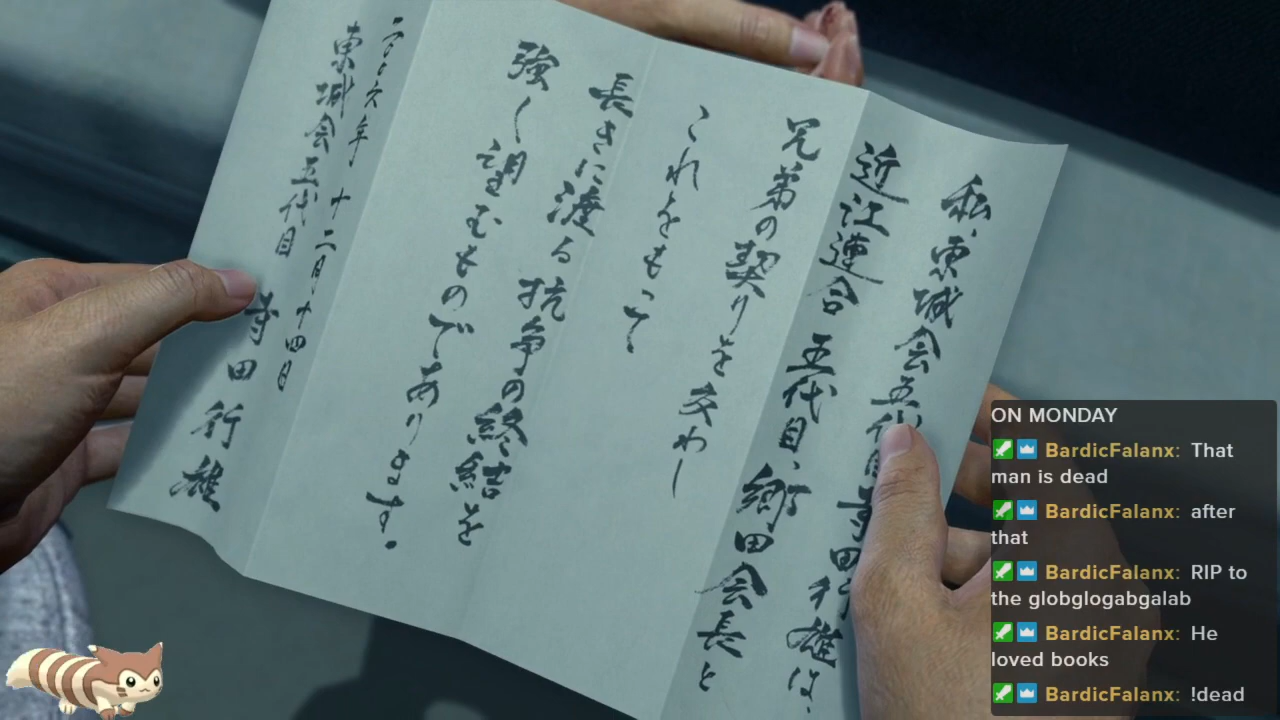 私、東城会五代目寺田行雄は、
近江連合 五代目、郷田会長と
兄弟の契りを交わし
これをもって
長きに渡る抗争の終結を
強く望むものであります。
二〇〇六年 十二月十四日
東城会五代目 寺田行雄
ON MONDAY
BardicFalanx: That
man is dead
BardicFalanx: after
that
BardicFalanx: RIP to
the globglogabgalab
BardicFalanx: He
loved books
BardicFalanx: !dead